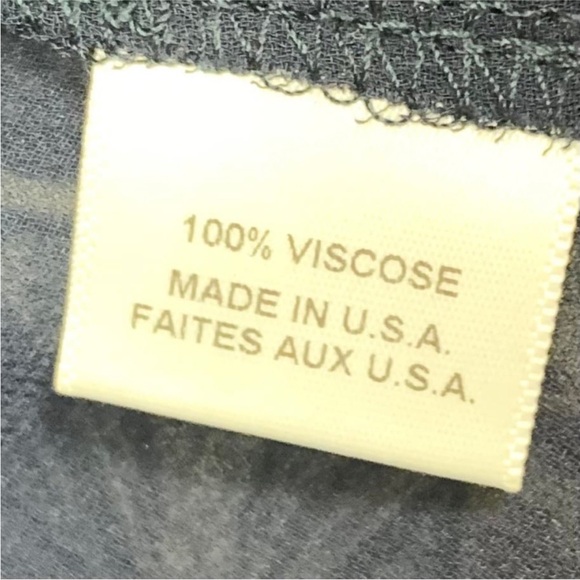 100% VISCOSE
MADE IN U.S.A.
FAITES AUX U.S.A.